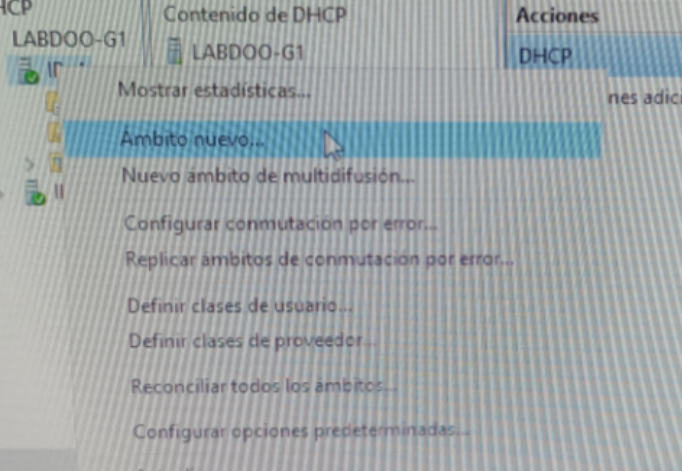 HCP
Contenido de DHCP
Acciones
LABDOO-G1
LABDOO-G1
DHCP
Mostrar estadísticas...
nes adici
Ámbito nuevo...
Nuevo ámbito de multidifusión...
Configurar conmutación por error...
Replicar ámbitos de conmutación por error...
Definir clases de usuario...
Definir clases de proveedor...
Reconciliar todos los ámbitos...
Configurar opciones predeterminadas...